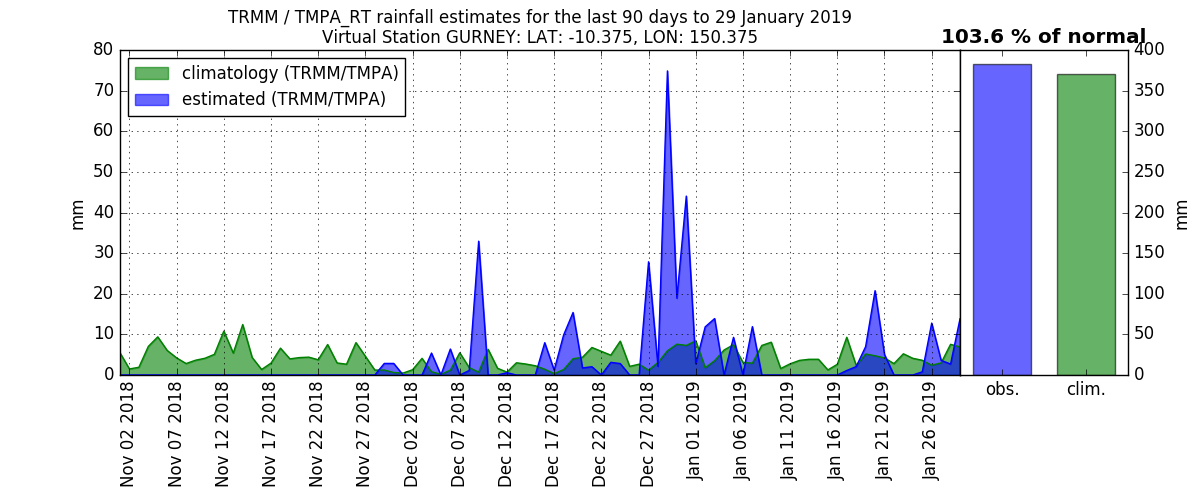 TRMM / TMPA_RT rainfall estimates for the last 90 days to 29 January 2019
Virtual Station GURNEY: LAT: -10.375, LON: 150.375
103.6 % of normal
climatology (TRMM/TMPA)
estimated (TRMM/TMPA)
80
70
60
50
40
30
20
10
0
mm
Nov 02 2018
Nov 07 2018
Nov 12 2018
Nov 17 2018
Nov 22 2018
Nov 27 2018
Dec 02 2018
Dec 07 2018
Dec 12 2018
Dec 17 2018
Dec 22 2018
Dec 27 2018
Jan 01 2019
Jan 06 2019
Jan 11 2019
Jan 16 2019
Jan 21 2019
Jan 26 2019
obs.
clim.
400
350
300
250
200
150
100
50
0
mm